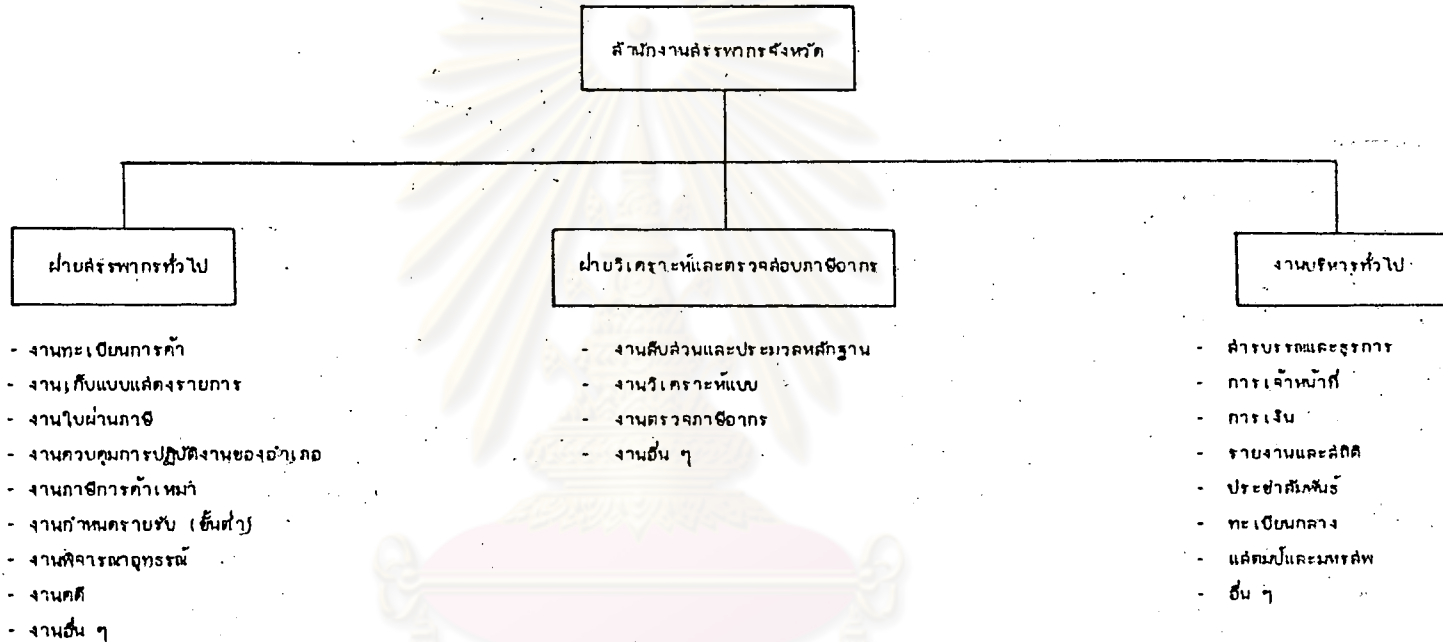 สำนักงานสรรพากรจังหวัด
ฝ่ายสรรพากรทั่วไป
- งานทะเบียนการค้า
- งานเก็บแบบแสดงรายการ
- งานใบผ่านภาษี
- งานควบคุมการปฏิบัติงานของอำเภอ
- งานภาษีการค้าเหมา
- งานกำหนดรายรับ (ขั้นต่ำ)
- งานพิจารณาอุทธรณ์
- งานคดี
- งานอื่น ๆ
ฝ่ายวิเคราะห์และตรวจสอบภาษีอากร
- งานสืบสวนและประมวลหลักฐาน
- งานวิเคราะห์แบบ
- งานตรวจภาษีอากร
- งานอื่น ๆ
งานบริหารทั่วไป
- สารบรรณและธุรการ
- การเจ้าหน้าที่
- การเงิน
- รายงานและสถิติ
- ประชาสัมพันธ์
- ทะเบียนกลาง
- แสตมป์และมหรสพ
- อื่น ๆ